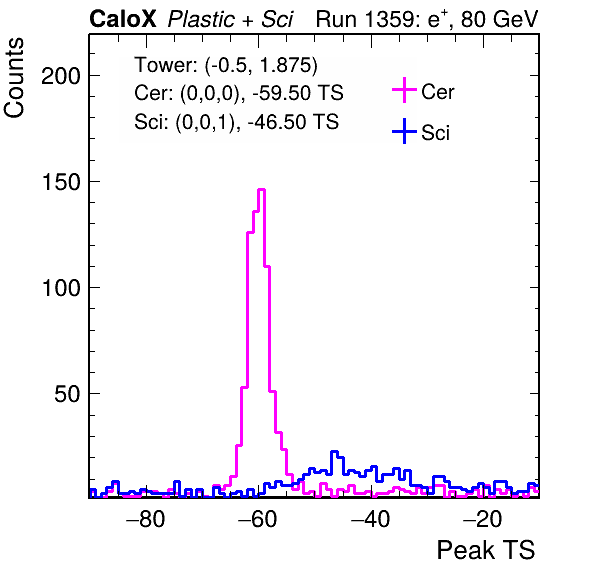 CaloX Plastic + Sci Run 1359: e⁺, 80 GeV
Counts
Tower: (-0.5, 1.875)
Cer: (0,0,0), -59.50 TS
Sci: (0,0,1), -46.50 TS
Cer
Sci
200
150
100
50
−80 −60 −40 −20
Peak TS